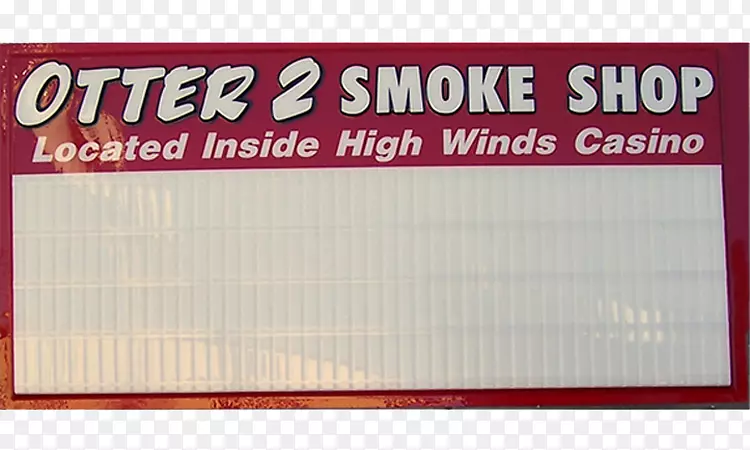 OTTER 2 SMOKE SHOP
Located Inside High Winds Casino